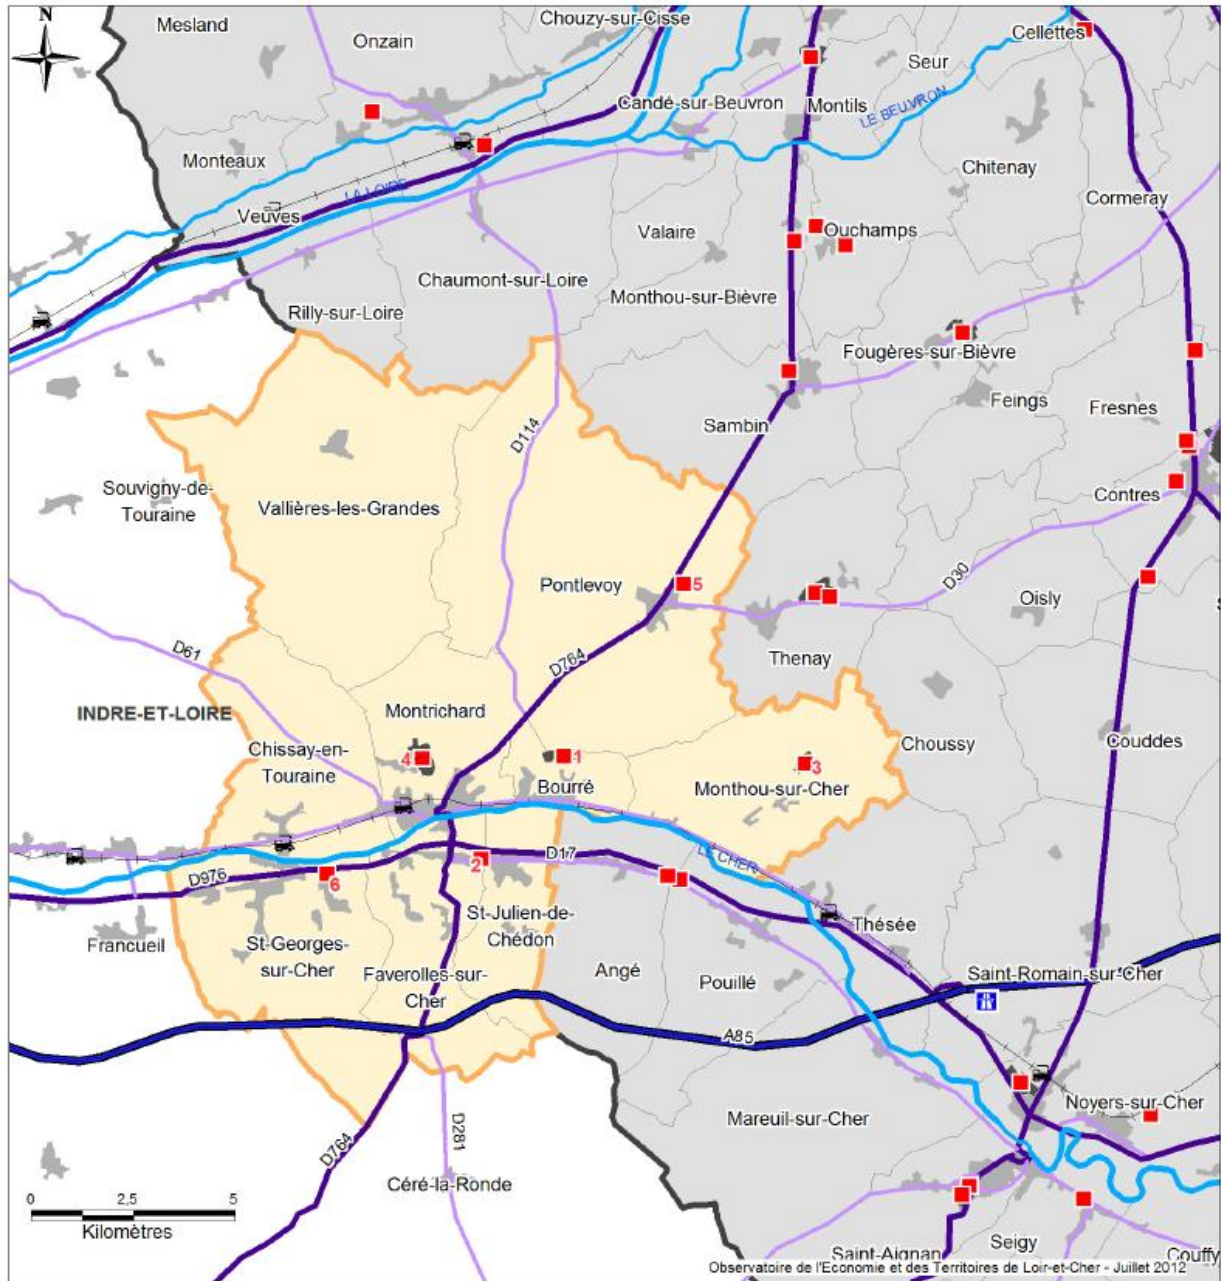 N
Mesland
Onzain
Chouzy-sur-Cisse
Cellettes
Seur
Candé-sur-Beuvron
Montils
LE BEUVRON
Monteaux
Chitenay
LA LOIRE
Cormeray
Veuves
Valaire
Ouchamps
Chaumont-sur-Loire
Monthou-sur-Bièvre
Rilly-sur-Loire
Fougères-sur-Bièvre
Feings
Fresnes
Sambin
D114
Souvigny-de-
Touraine
Vallières-les-Grandes
Contres
Pontlevoy
5
D30
Oisly
D61
D764
Thenay
INDRE-ET-LOIRE
Montrichard
Chissay-en-
Touraine
4
1
Choussy
Couddes
Bourré
3
Monthou-sur-Cher
D976
6
2
D17
LE CHER
Francueil
St-Georges-
sur-Cher
St-Julien-de-
Chédon
Thésée
Faverolles-sur-
Cher
Angé
Pouillé
Saint-Romain-sur-Cher
A85
Mareuil-sur-Cher
Noyers-sur-Cher
D764
D281
Céré-la-Ronde
0 2,5 5
Kilomètres
Saint-Aignan
Seigy
Couffy
Observatoire de l'Economie et des Territoires de Loir-et-Cher - Juillet 2012